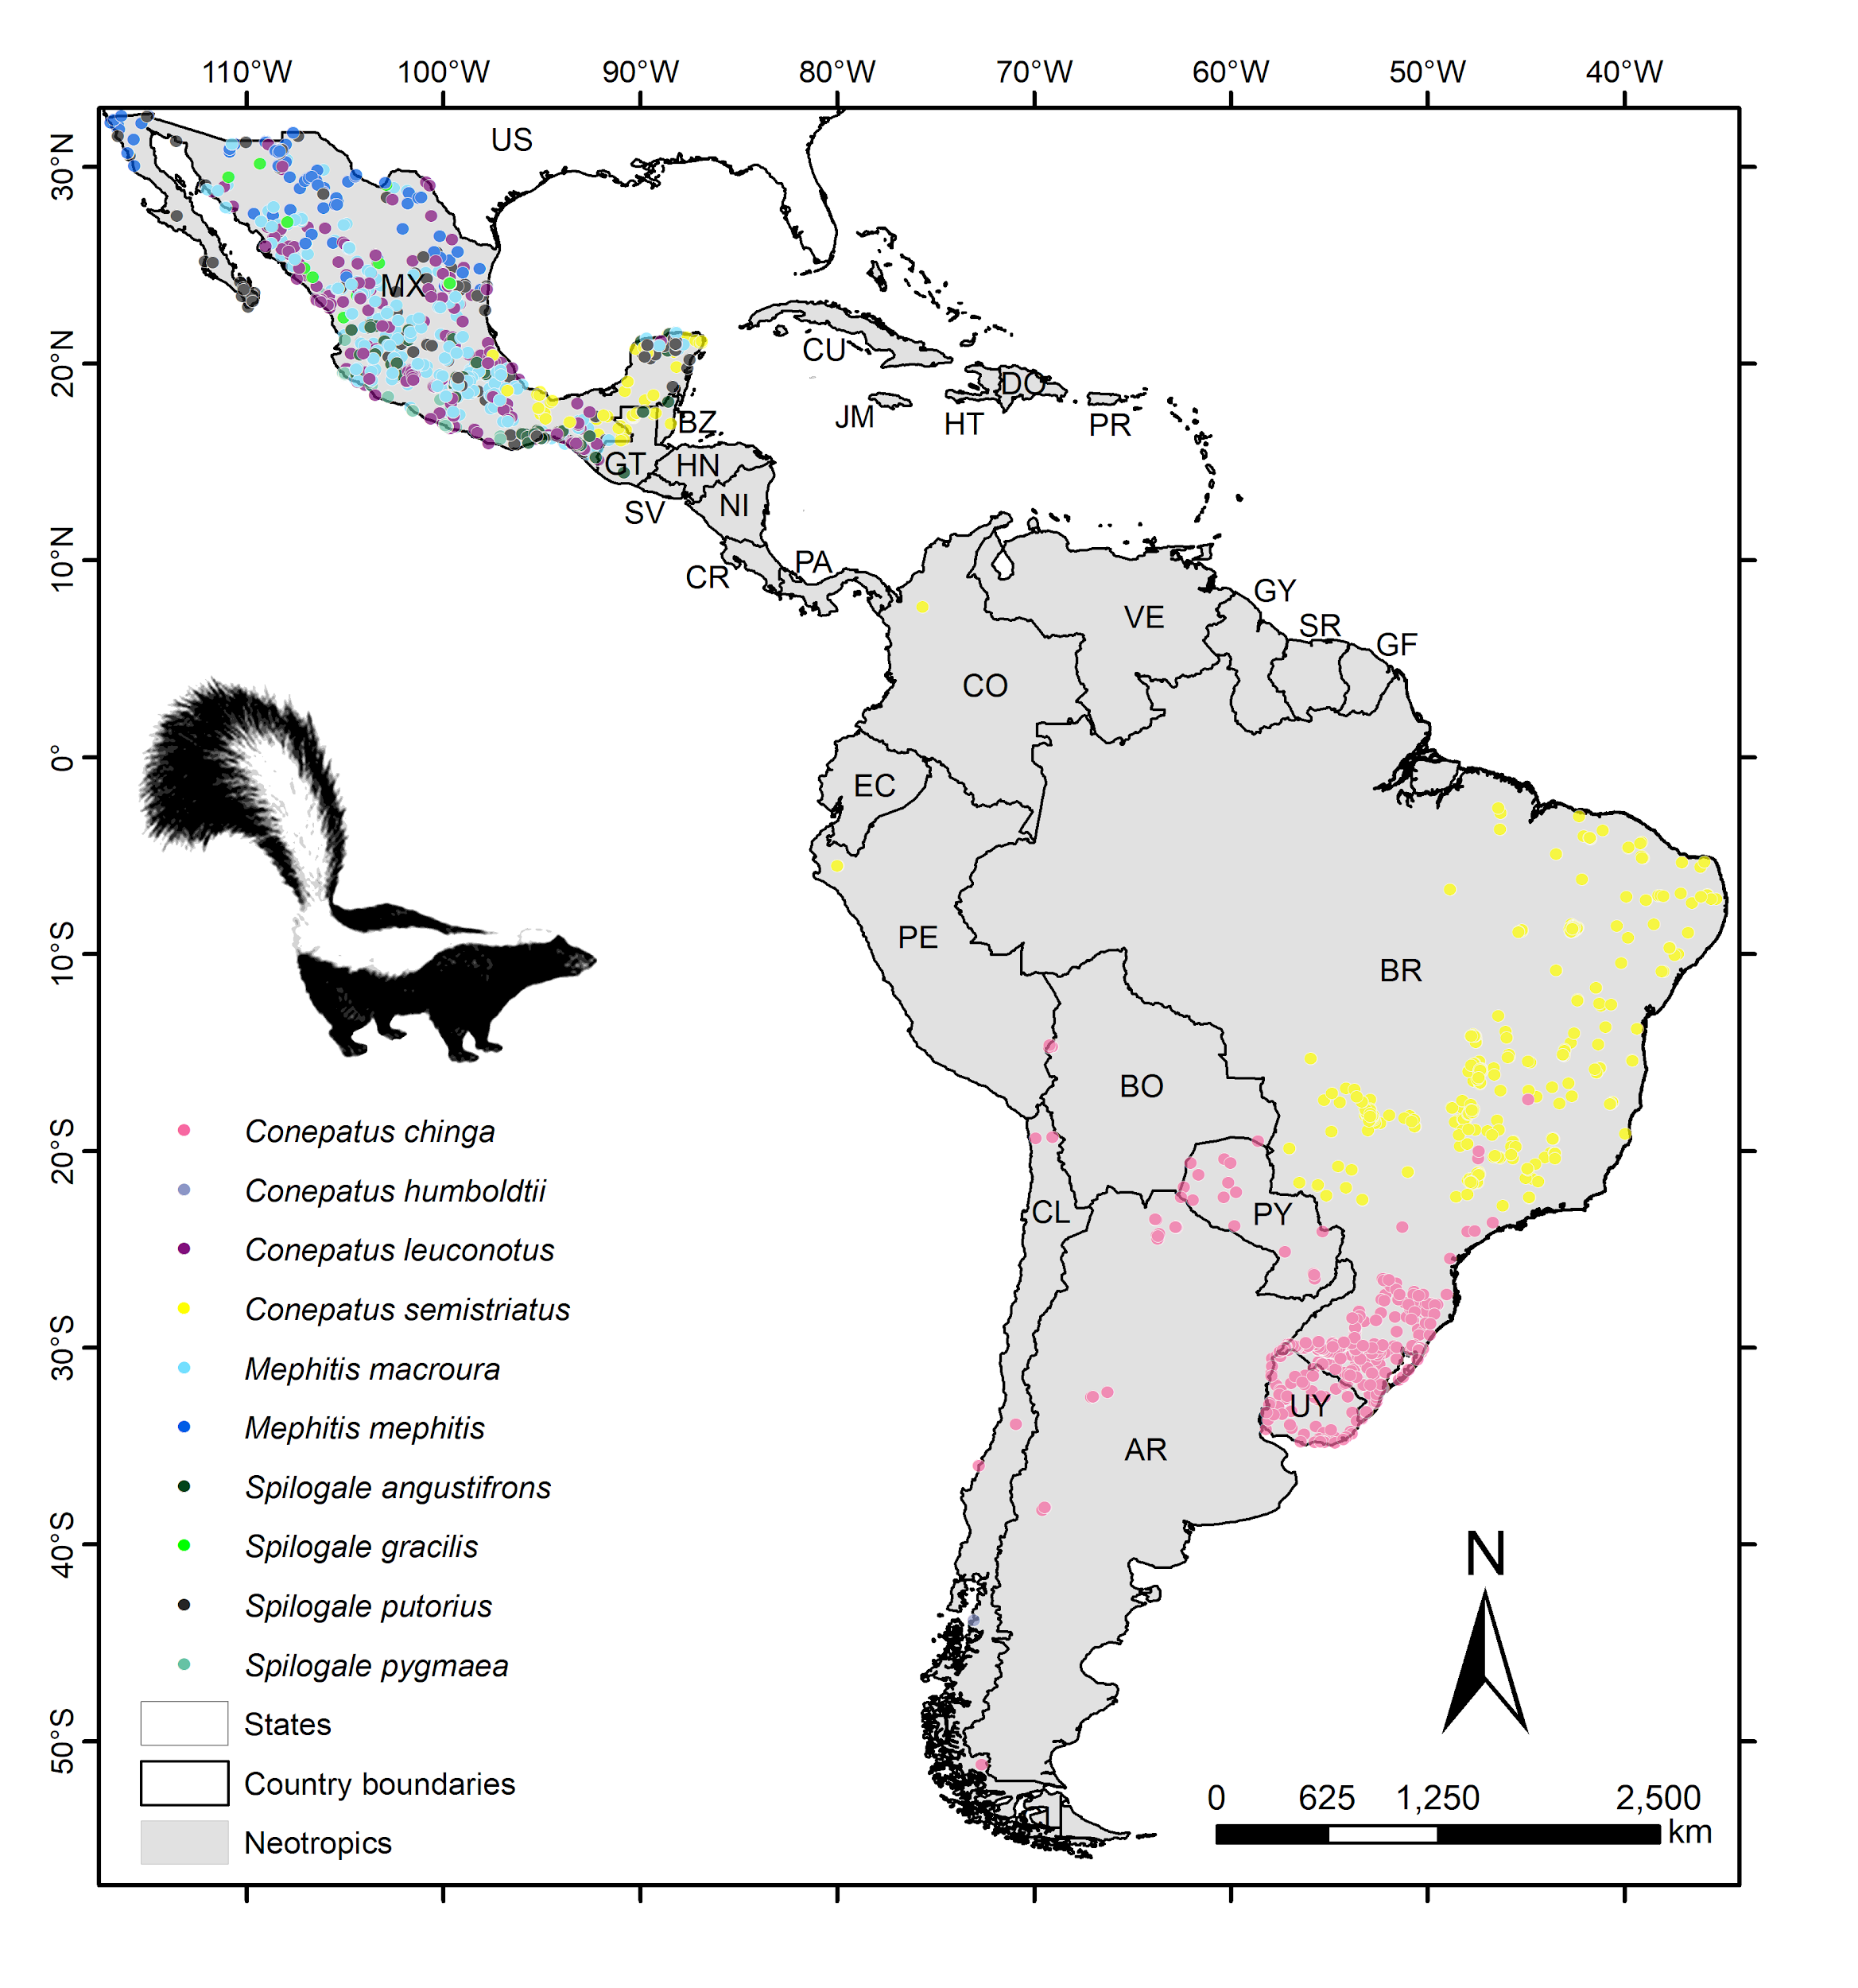 110°W 100°W 90°W 80°W 70°W 60°W 50°W 40°W
30°N
20°N
10°N
0°
10°S
20°S
30°S
40°S
50°S
US
MX
CU
DO
JM
HT
PR
BZ
GT
HN
SV
NI
CR
PA
VE
GY
SR
GF
CO
EC
PE
BR
BO
CL
PY
UY
AR
Conepatus chinga
Conepatus humboldtii
Conepatus leuconotus
Conepatus semistriatus
Mephitis macroura
Mephitis mephitis
Spilogale angustifrons
Spilogale gracilis
Spilogale putorius
Spilogale pygmaea
States
Country boundaries
Neotropics
N
0 625 1,250 2,500
km